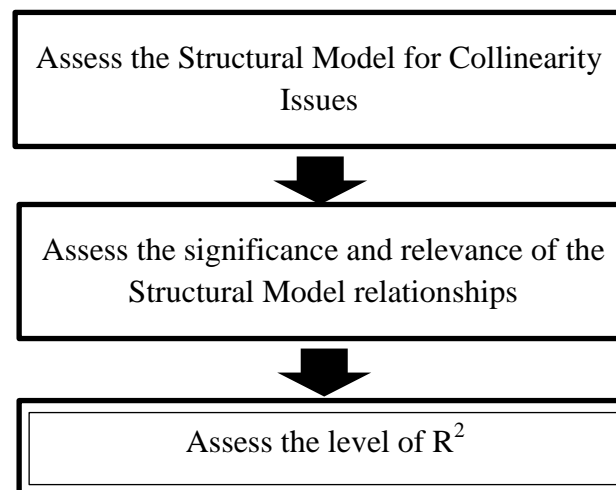 Assess the Structural Model for Collinearity
Issues
Assess the significance and relevance of the
Structural Model relationships
Assess the level of R²